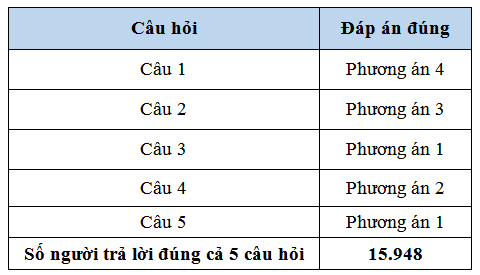 Câu hỏi Đáp án đúng
Câu 1 Phương án 4
Câu 2 Phương án 3
Câu 3 Phương án 1
Câu 4 Phương án 2
Câu 5 Phương án 1
Số người trả lời đúng cả 5 câu hỏi 15.948